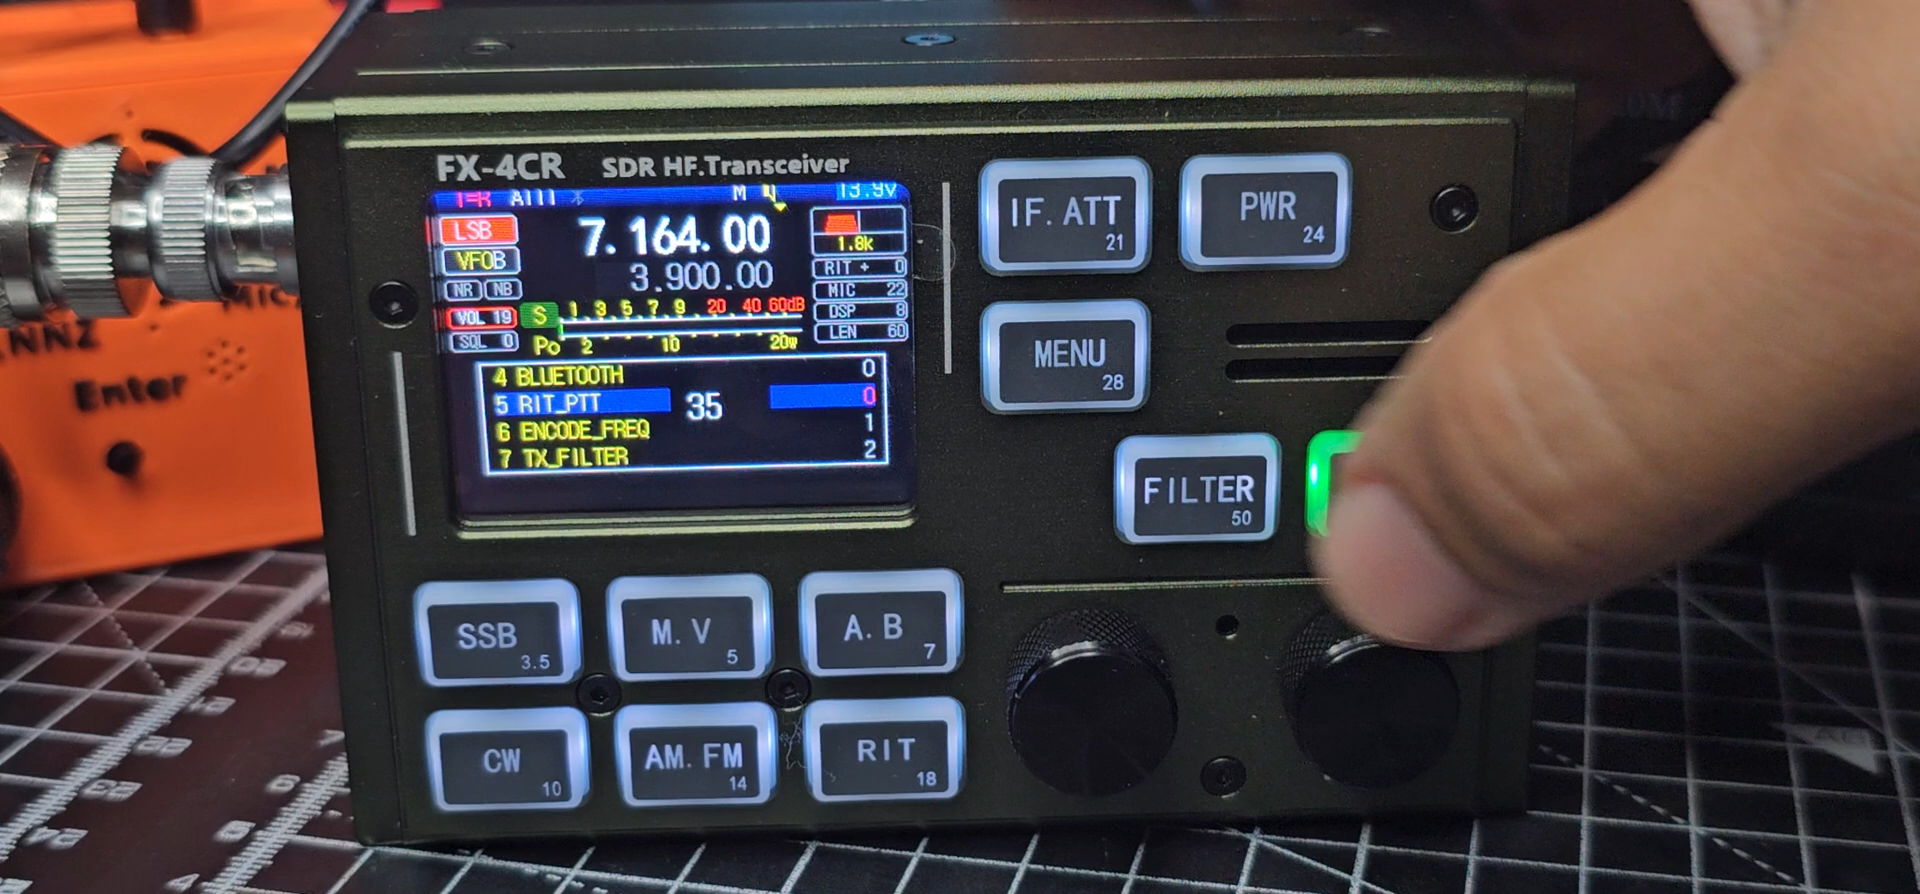 FX-4CR SDR HF.Transceiver
T=R ATT M 13.9V
LSB 7.164.00
VFOB 3.900.00 1.8k
NR NB RIT + 0
MIC 22
VOL 19 S 1 3 5 7 9 20 40 60dB DSP 8
SQL 0 Po 2 10 20w LEN 60
4 BLUETOOTH 0
5 RIT_PTT 35 0
6 ENCODE_FREQ 1
7 TX_FILTER 2
IF.ATT 21
PWR 24
MENU 28
FILTER 50
SSB 3.5
M.V 5
A.B 7
CW 10
AM.FM 14
RIT 18
Enter